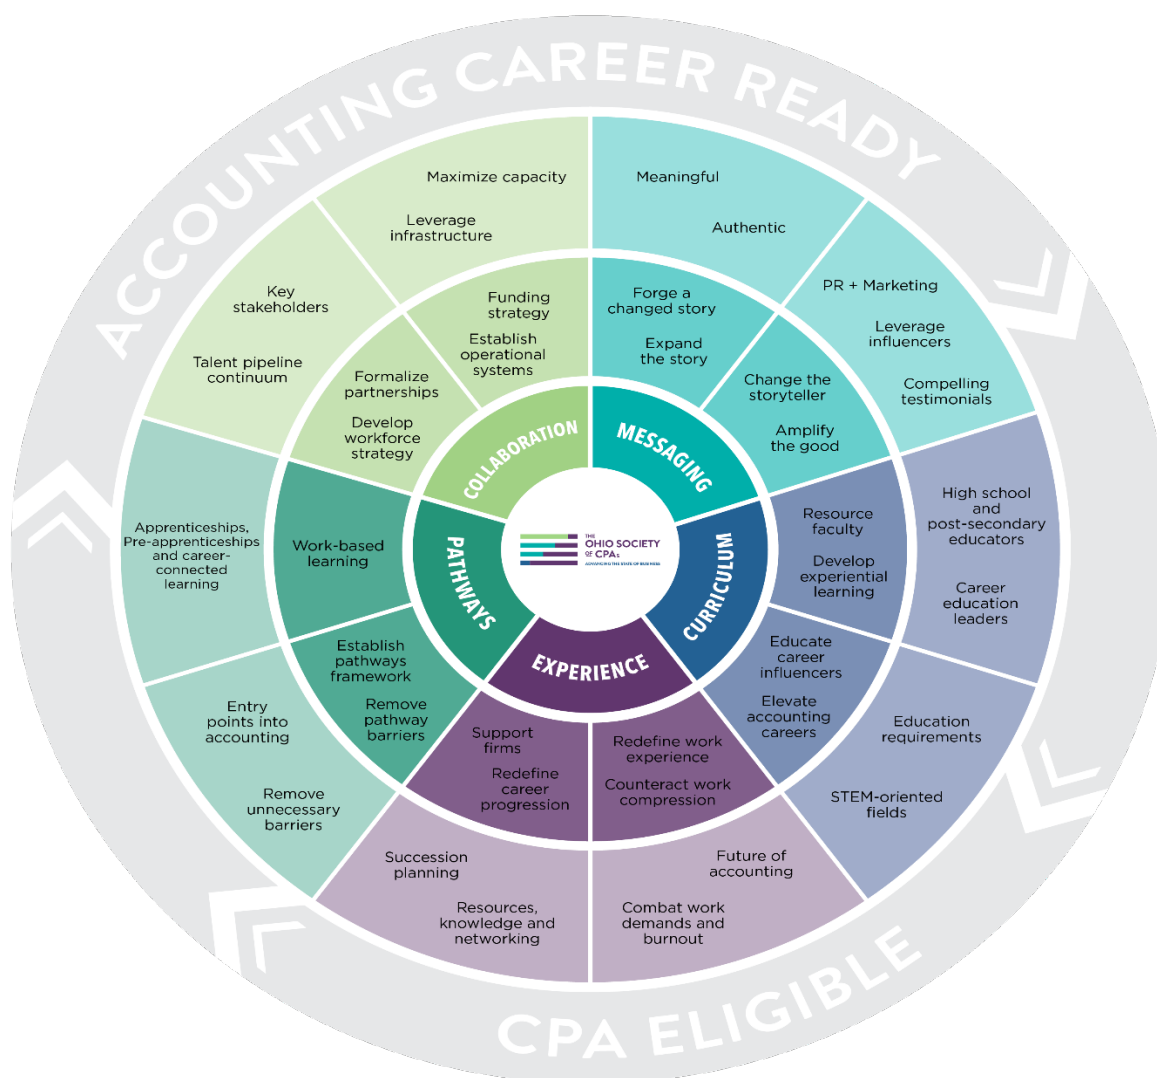 ACCOUNTING CAREER READY
Maximize capacity
Leverage
infrastructure
Meaningful
Authentic
Key
stakeholders
Talent pipeline
continuum
PR + Marketing
Leverage
influencers
Compelling
testimonials
Funding
strategy
Establish
operational
systems
Forge a
changed story
Expand
the story
Formalize
partnerships
Develop
workforce
strategy
Change the
storyteller
Amplify
the good
COLLABORATION
MESSAGING
Apprenticeships,
Pre-apprenticeships
and career-
connected
learning
Work-based
learning
PATHWAYS
THE
OHIO SOCIETY
OF CPAs
ADVANCING THE STATE OF BUSINESS
CURRICULUM
Resource
faculty
Develop
experiential
learning
High school
and
post-secondary
educators
Career
education
leaders
EXPERIENCE
Establish
pathways
framework
Remove
pathway
barriers
Educate
career
influencers
Elevate
accounting
careers
Entry
points into
accounting
Remove
unnecessary
barriers
Support
firms
Redefine
career
progression
Redefine work
experience
Counteract work
compression
Education
requirements
STEM-oriented
fields
Succession
planning
Resources,
knowledge and
networking
Future of
accounting
Combat work
demands and
burnout
CPA ELIGIBLE